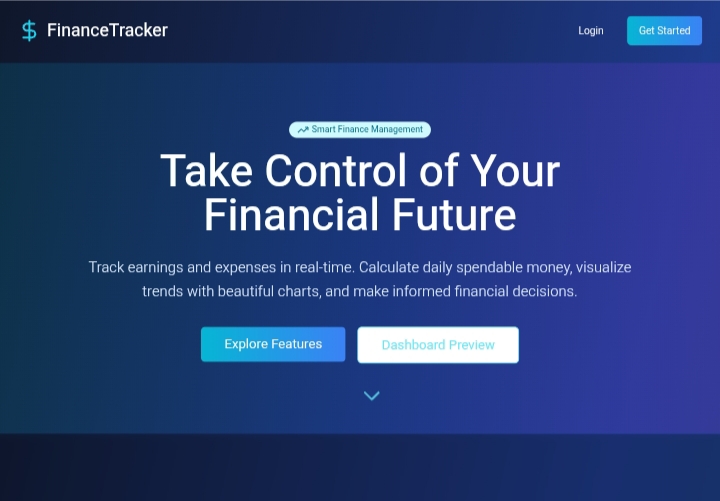 FinanceTracker
Login
Get Started
Smart Finance Management
Take Control of Your
Financial Future
Track earnings and expenses in real-time. Calculate daily spendable money, visualize
trends with beautiful charts, and make informed financial decisions.
Explore Features
Dashboard Preview